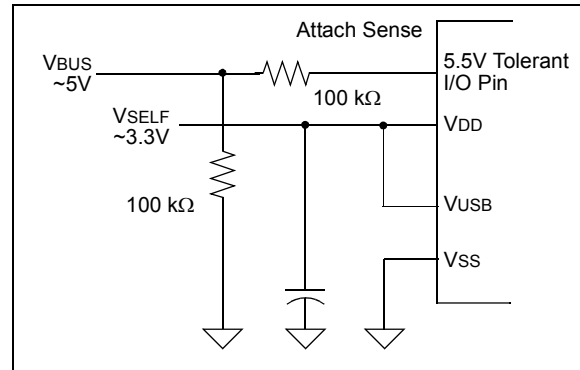 Attach Sense
VBUS
~5V
5.5V Tolerant
I/O Pin
100 kΩ
VSELF
~3.3V
VDD
100 kΩ
VUSB
VSS